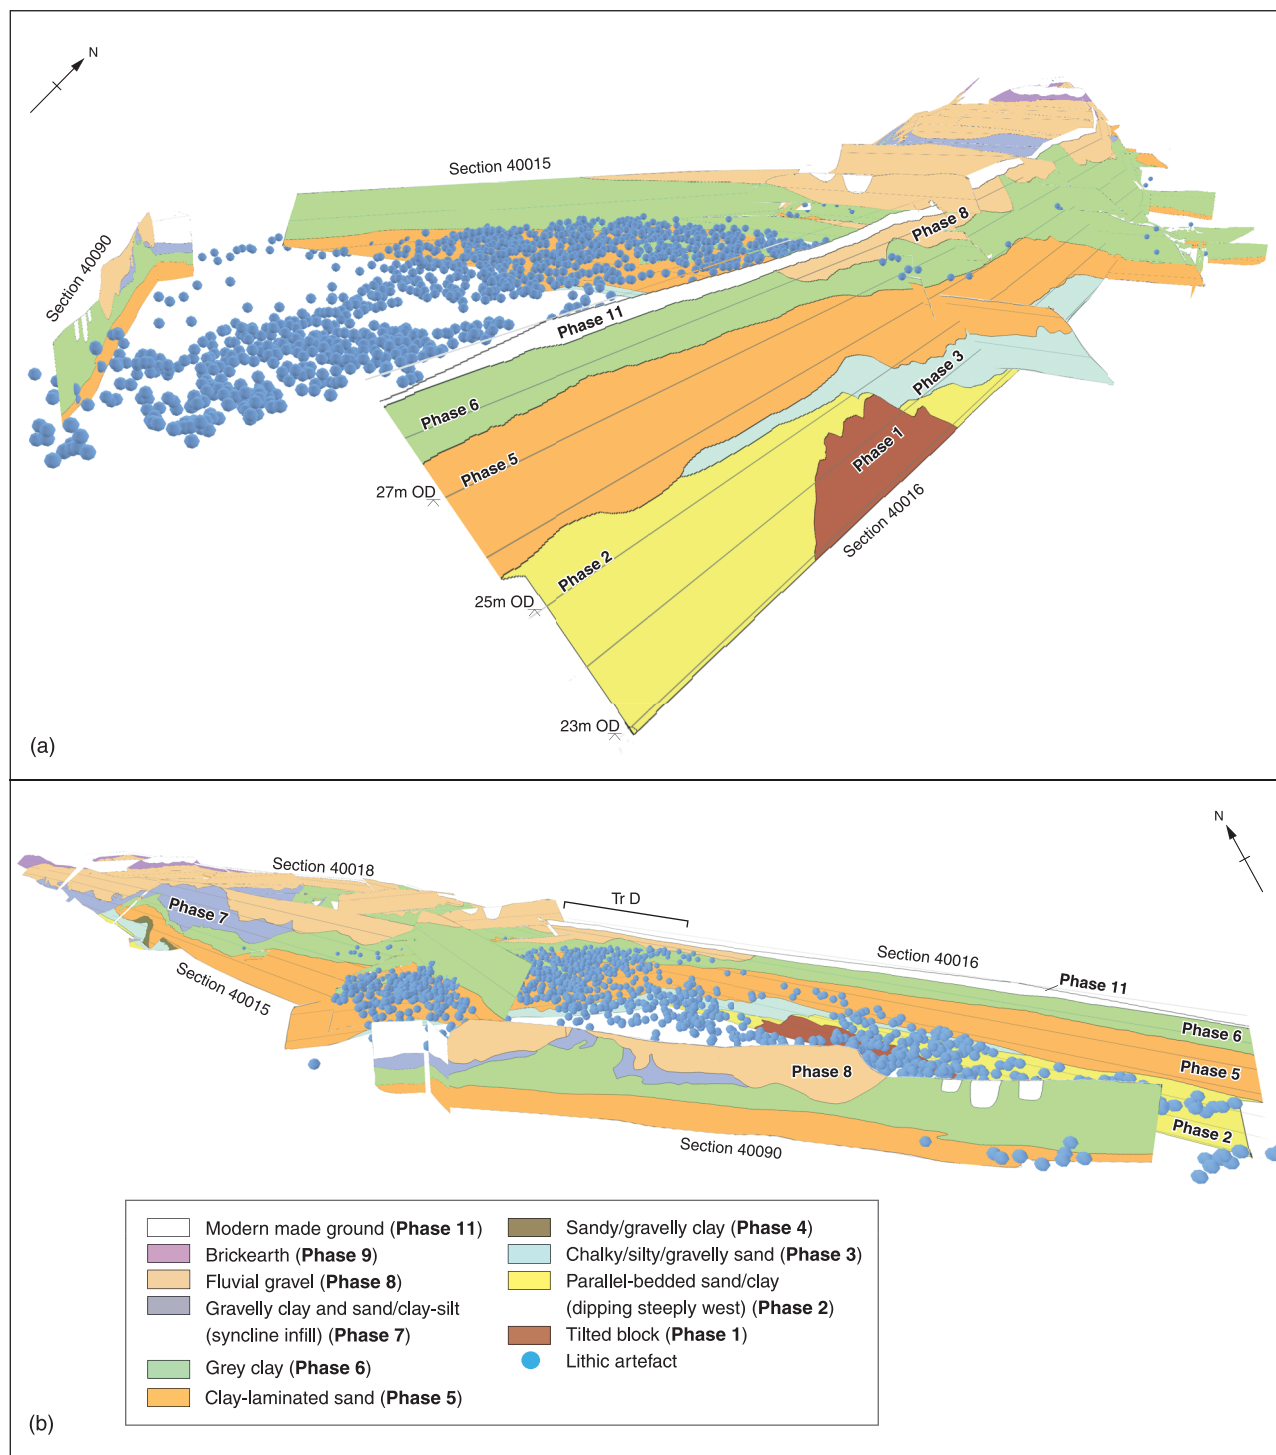 N
Section 40015
Section 40090
Phase 8
Phase 11
Phase 3
Phase 6
Phase 1
Phase 5
27m OD
Section 40016
Phase 2
25m OD
23m OD
(a)
N
Section 40018
Tr D
Phase 7
Section 40016
Section 40015
Phase 11
Phase 6
Phase 8
Phase 5
Phase 2
Section 40090
Modern made ground (Phase 11)
Brickearth (Phase 9)
Fluvial gravel (Phase 8)
Gravelly clay and sand/clay-silt
(syncline infill) (Phase 7)
Grey clay (Phase 6)
Clay-laminated sand (Phase 5)
Sandy/gravelly clay (Phase 4)
Chalky/silty/gravelly sand (Phase 3)
Parallel-bedded sand/clay
(dipping steeply west) (Phase 2)
Tilted block (Phase 1)
Lithic artefact
(b)